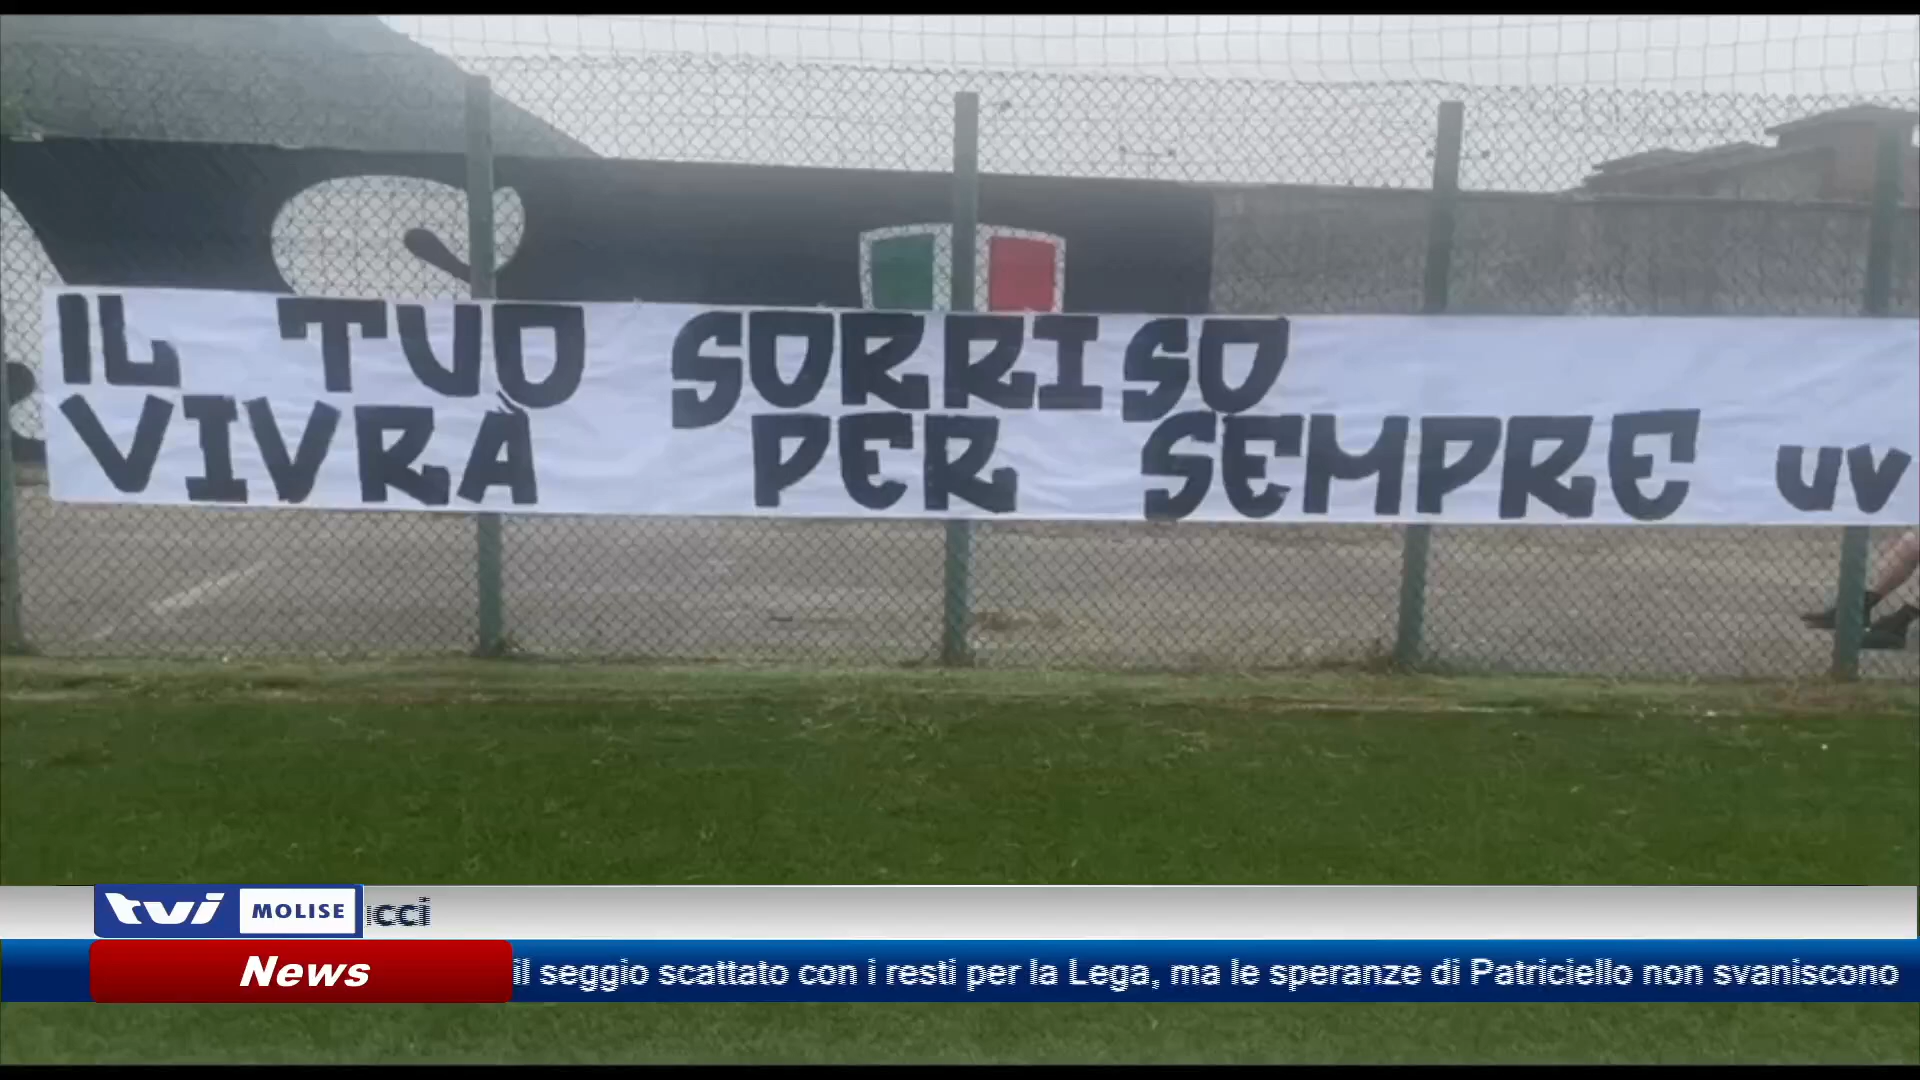 IL TUO SORRISO
VIVRÀ PER SEMPRE UV
tvi MOLISE
News
il seggio scattato con i resti per la Lega, ma le speranze di Patriciello non svaniscono